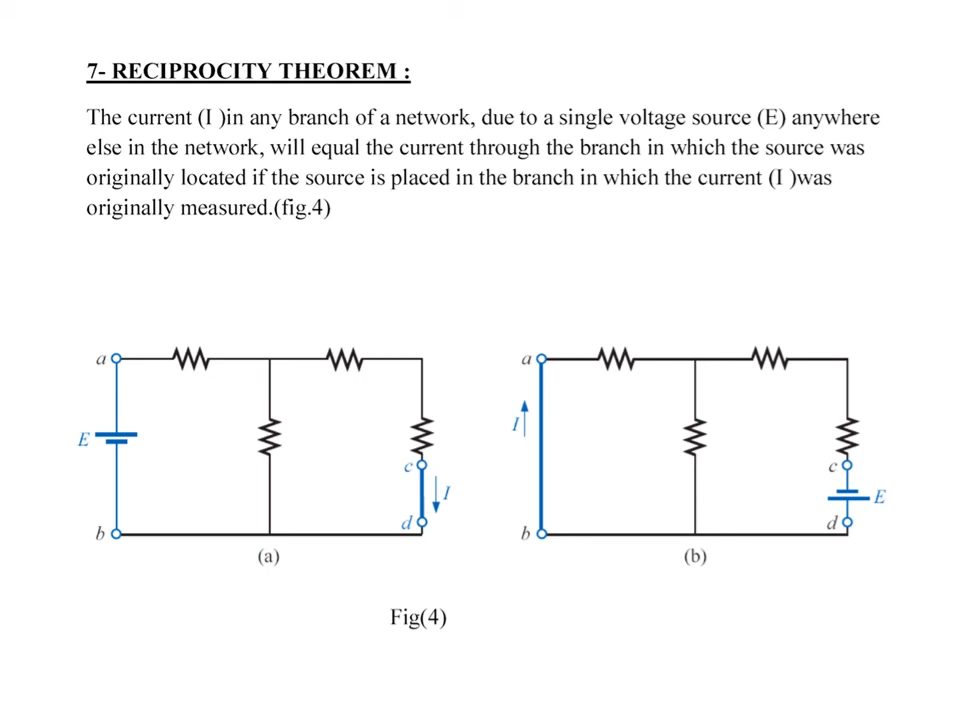 7- RECIPROCITY THEOREM :
The current (I )in any branch of a network, due to a single voltage source (E) anywhere
else in the network, will equal the current through the branch in which the source was
originally located if the source is placed in the branch in which the current (I )was
originally measured.(fig.4)
a
E
b
c
I
d
(a)
a
I
b
c
E
d
(b)
Fig(4)